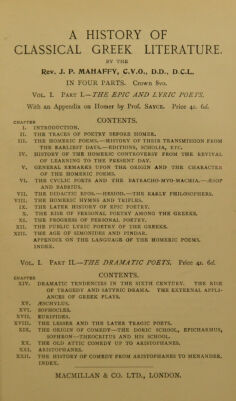 A HISTORY OF
CLASSICAL GREEK LITERATURE.
BY THE
Rev. J. P. MAHAFFY, C.V.O., D.D., D.C.L.
IN FOUR PARTS. Crown 8vo.
VOL. I. PART I.—THE EPIC AND LYRIC POETS.
With an Appendix on Homer by Prof. SAYCE. Price 4s. 6d.
CONTENTS.
CHAPTER
I. INTRODUCTION.
II. THE TRACES OF POETRY BEFORE HOMER.
III. THE HOMERIC POEMS.—HISTORY OF THEIR TRANSMISSION FROM
THE EARLIEST DAYS.—EDITIONS, SCHOLIA, ETC.
IV. HISTORY OF THE HOMERIC CONTROVERSY FROM THE REVIVAL
OF LEARNING TO THE PRESENT DAY.
V. GENERAL REMARKS UPON THE ORIGIN AND THE CHARACTER
OF THE HOMERIC POEMS.
VI. THE CYCLIC POETS AND THE BATRACHO-MYO-MACHIA.—ÆSOP
AND BABRIUS.
VII. THE DIDACTIC EPOS.—HESIOD.—THE EARLY PHILOSOPHERS.
VIII. THE HOMERIC HYMNS AND TRIFLES.
IX. THE LATER HISTORY OF EPIC POETRY.
X. THE RISE OF PERSONAL POETRY AMONG THE GREEKS.
XI. THE PROGRESS OF PERSONAL POETRY.
XII. THE PUBLIC LYRIC POETRY OF THE GREEKS.
XIII. THE AGE OF SIMONIDES AND PINDAR.
APPENDIX ON THE LANGUAGE OF THE HOMERIC POEMS.
INDEX.
VOL. I. PART II.—THE DRAMATIC POETS. Price 4s. 6d.
CONTENTS.
CHAPTER
XIV. DRAMATIC TENDENCIES IN THE SIXTH CENTURY. THE RISE
OF TRAGEDY AND SATYRIC DRAMA. THE EXTERNAL APPLI-
ANCES OF GREEK PLAYS.
XV. ÆSCHYLUS.
XVI. SOPHOCLES.
XVII. EURIPIDES.
XVIII. THE LESSER AND THE LATER TRAGIC POETS.
XIX. THE ORIGIN OF COMEDY—THE DORIC SCHOOL, EPICHARMUS,
SOPHRON—THEOCRITUS AND HIS SCHOOL.
XX. THE OLD ATTIC COMEDY UP TO ARISTOPHANES.
XXI. ARISTOPHANES.
XXII. THE HISTORY OF COMEDY FROM ARISTOPHANES TO MENANDER.
INDEX.
MACMILLAN & CO. LTD., LONDON.